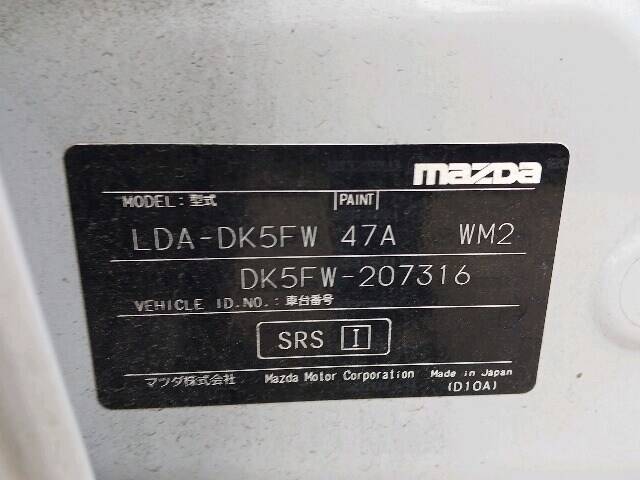 mazda
MODEL : 型式 PAINT
LDA-DK5FW 47A WM2
DK5FW-207316
VEHICLE ID.NO. : 車台番号
SRS I
マツダ株式会社 Mazda Motor Corporation Made in Japan
(D10A)